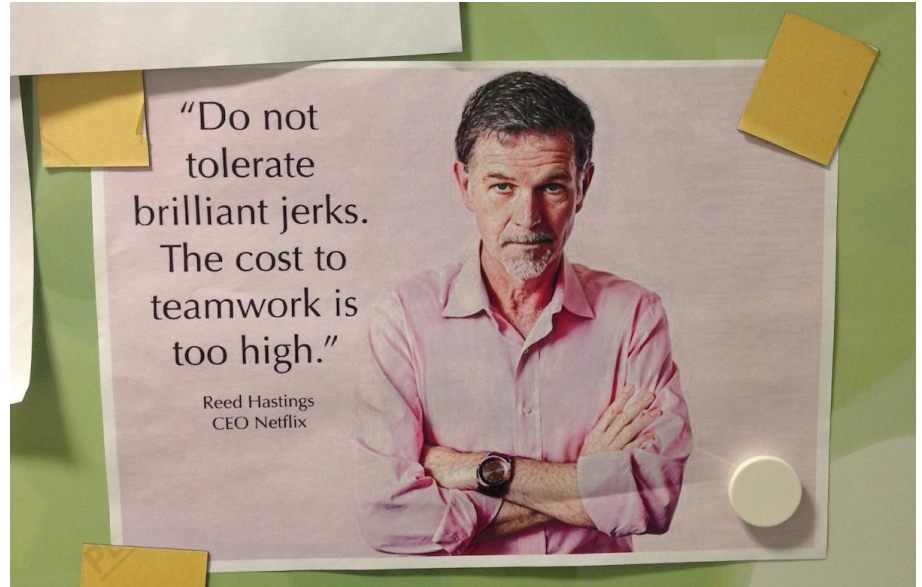 “Do not
tolerate
brilliant jerks.
The cost to
teamwork is
too high.”
Reed Hastings
CEO Netflix